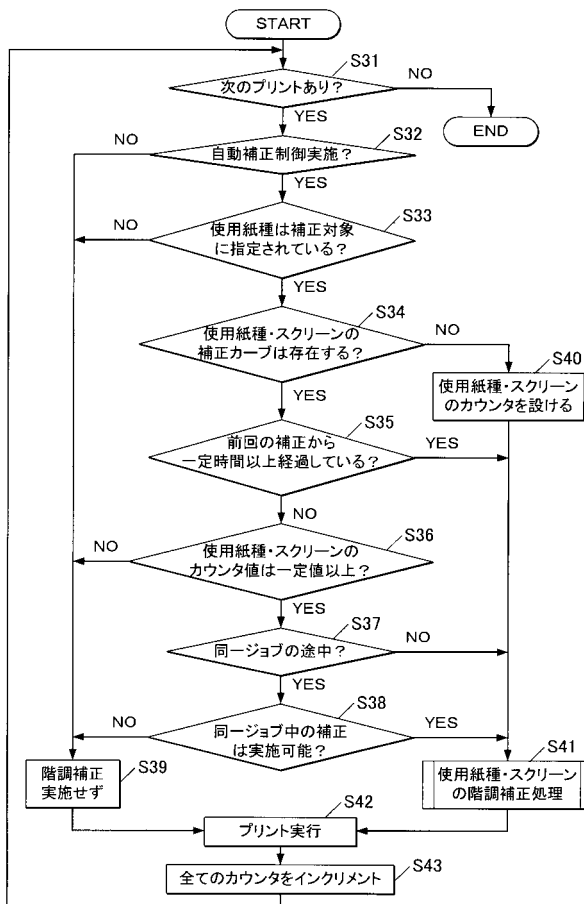 START
S31
次のプリントあり?
NO
YES
END
S32
NO
自動補正制御実施?
YES
S33
NO
使用紙種は補正対象
に指定されている?
YES
S34
使用紙種・スクリーンの
補正カーブは存在する?
NO
S40
使用紙種・スクリーン
のカウンタを設ける
YES
S35
前回の補正から
一定時間以上経過している?
YES
NO
S36
NO
使用紙種・スクリーンの
カウンタ値は一定値以上?
YES
S37
同一ジョブの途中?
NO
YES
S38
NO
同一ジョブ中の補正
は実施可能?
YES
S39
階調補正
実施せず
S41
使用紙種・スクリーン
の階調補正処理
S42
プリント実行
S43
全てのカウンタをインクリメント